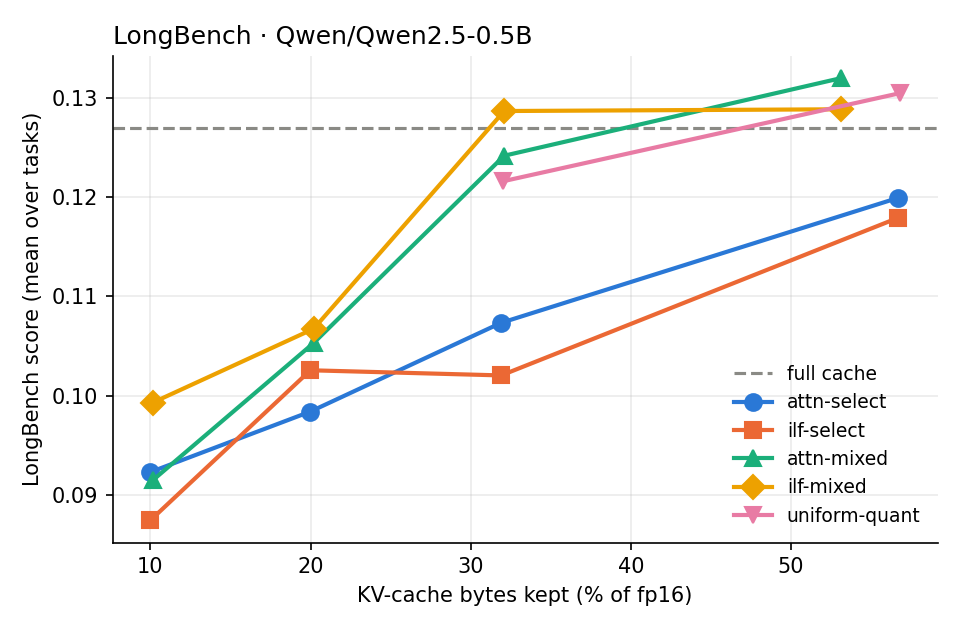 LongBench · Qwen/Qwen2.5-0.5B
LongBench score (mean over tasks)
0.13
0.12
0.11
0.10
0.09
10 20 30 40 50
KV-cache bytes kept (% of fp16)
full cache
attn-select
ilf-select
attn-mixed
ilf-mixed
uniform-quant